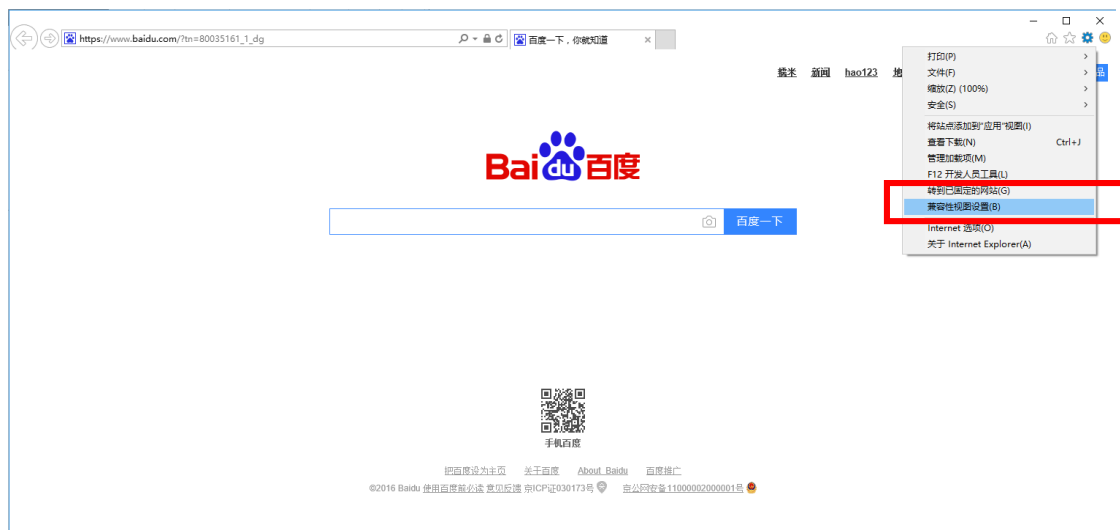 https://www.baidu.com/?tn=80035161_1_dg
百度一下，你就知道
糯米 新闻 hao123 地
品
打印(P)
文件(F)
缩放(Z) (100%)
安全(S)
将站点添加到"应用"视图(I)
查看下载(N) Ctrl+J
管理加载项(M)
F12 开发人员工具(L)
转到已固定的网站(G)
兼容性视图设置(B)
Internet 选项(O)
关于 Internet Explorer(A)
Bai du 百度
百度一下
手机百度
把百度设为主页 关于百度 About Baidu 百度推广
©2016 Baidu 使用百度前必读 意见反馈 京ICP证030173号 京公网安备11000002000001号